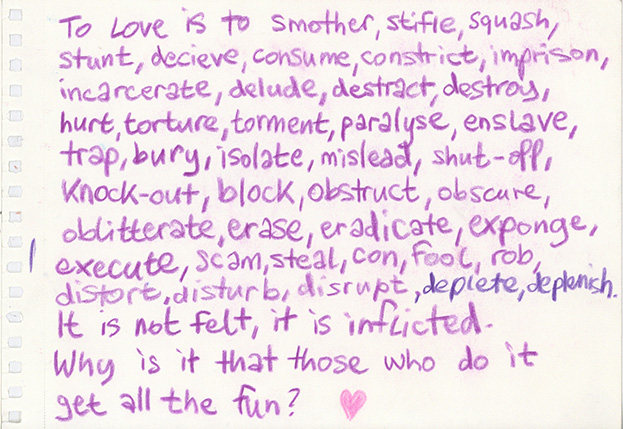 To Love is to smother, stifle, squash,
stunt, decieve, consume, constrict, imprison,
incarcerate, delude, destract, destroy,
hurt, torture, torment, paralyse, enslave,
trap, bury, isolate, mislead, shut-off,
Knock-out, block, obstruct, obscure,
oblitterate, erase, eradicate, exponge,
execute, scam, steal, con, fool, rob,
distort, disturb, disrupt, deplete, deplenish.
It is not felt, it is inflicted.
Why is it that those who do it
get all the fun?